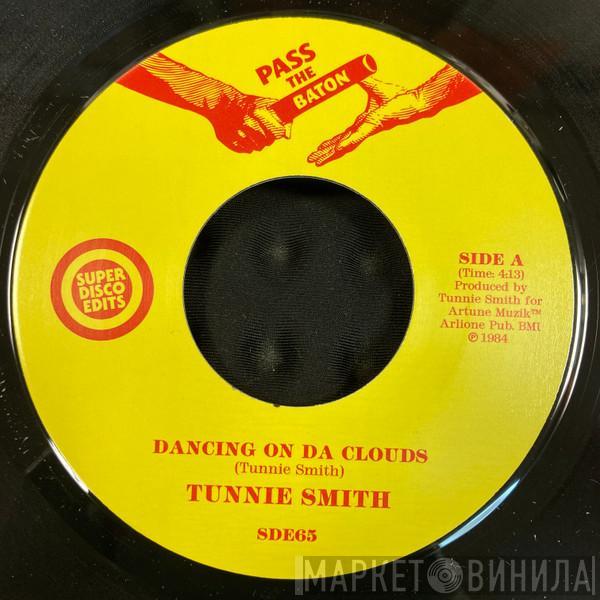 PASS
THE
BATON
SUPER
DISCO
EDITS
SIDE A
(Time: 4:13)
Produced by
Tunnie Smith for
Artune Muzik™
Arlione Pub. BMI
℗ 1984
DANCING ON DA CLOUDS
(Tunnie Smith)
TUNNIE SMITH
SDE65
МАРКЕТ ВИНИЛА